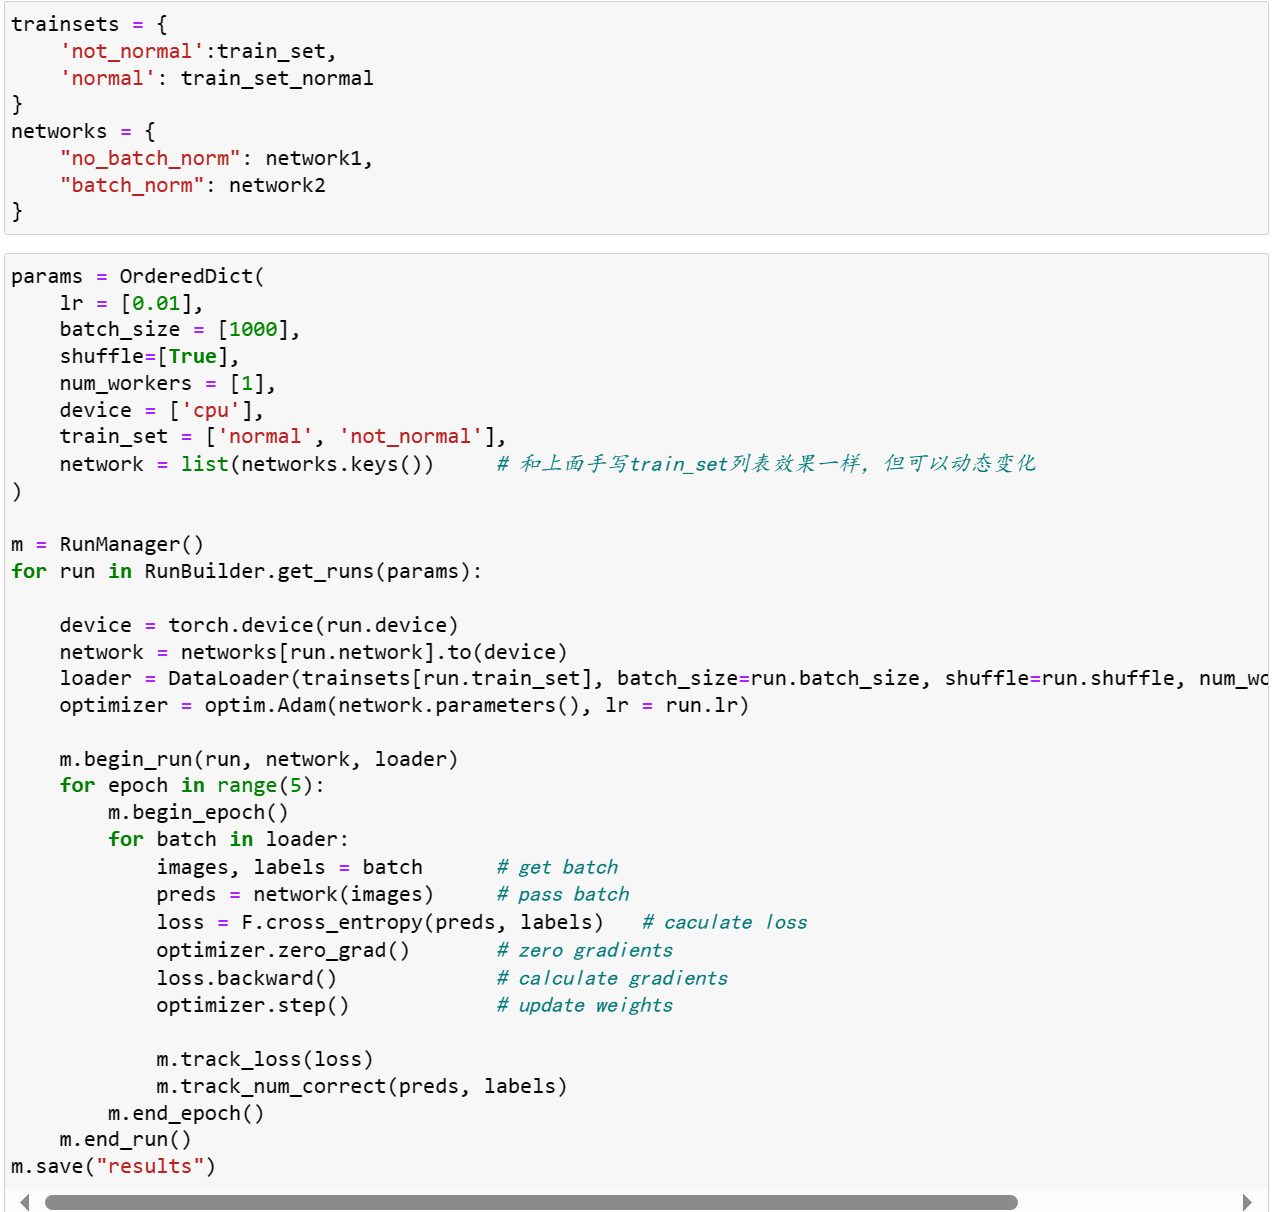 trainsets = {
    'not_normal':train_set,
    'normal': train_set_normal
}
networks = {
    "no_batch_norm": network1,
    "batch_norm": network2
}
params = OrderedDict(
    lr = [0.01],
    batch_size = [1000],
    shuffle=[True],
    num_workers = [1],
    device = ['cpu'],
    train_set = ['normal', 'not_normal'],
    network = list(networks.keys())     # 和上面手写train_set列表效果一样，但可以动态变化
)
m = RunManager()
for run in RunBuilder.get_runs(params):
    device = torch.device(run.device)
    network = networks[run.network].to(device)
    loader = DataLoader(trainsets[run.train_set], batch_size=run.batch_size, shuffle=run.shuffle, num_wo
    optimizer = optim.Adam(network.parameters(), lr = run.lr)
    m.begin_run(run, network, loader)
    for epoch in range(5):
        m.begin_epoch()
        for batch in loader:
            images, labels = batch      # get batch
            preds = network(images)     # pass batch
            loss = F.cross_entropy(preds, labels)   # caculate loss
            optimizer.zero_grad()       # zero gradients
            loss.backward()             # calculate gradients
            optimizer.step()            # update weights
            m.track_loss(loss)
            m.track_num_correct(preds, labels)
        m.end_epoch()
    m.end_run()
m.save("results")